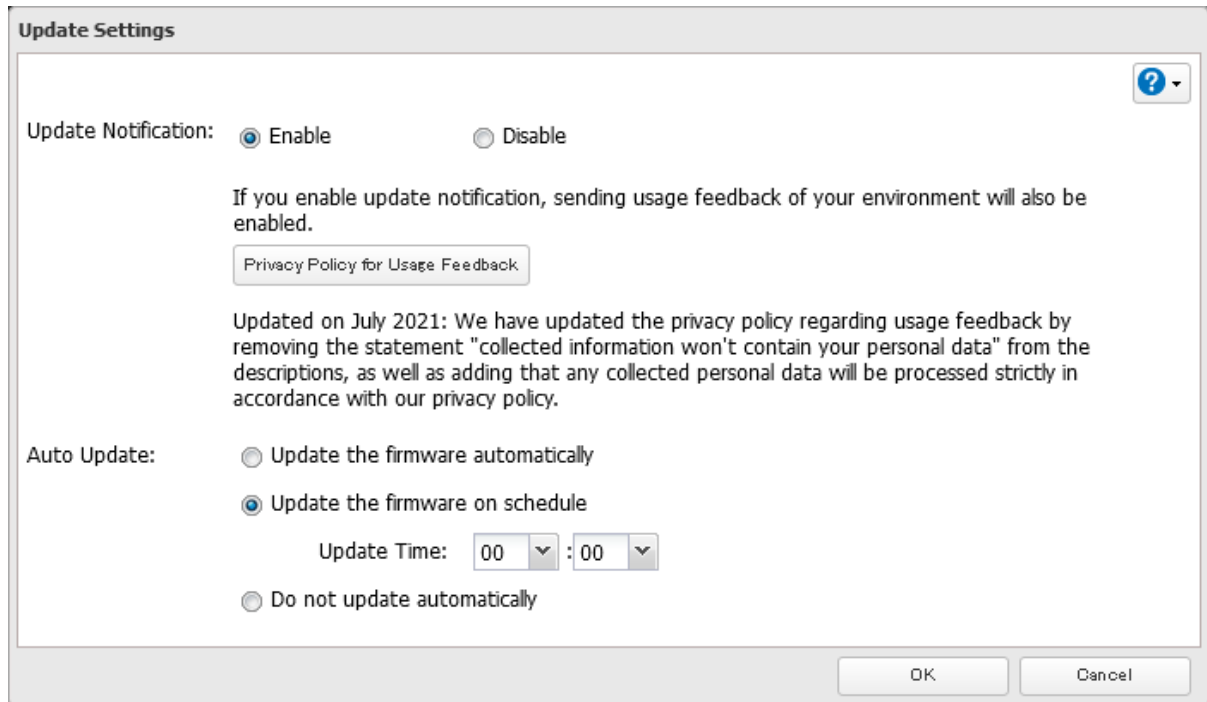 Update Settings
?
Update Notification: Enable Disable
If you enable update notification, sending usage feedback of your environment will also be
enabled.
Privacy Policy for Usage Feedback
Updated on July 2021: We have updated the privacy policy regarding usage feedback by
removing the statement "collected information won't contain your personal data" from the
descriptions, as well as adding that any collected personal data will be processed strictly in
accordance with our privacy policy.
Auto Update: Update the firmware automatically
Update the firmware on schedule
Update Time: 00 : 00
Do not update automatically
OK Cancel